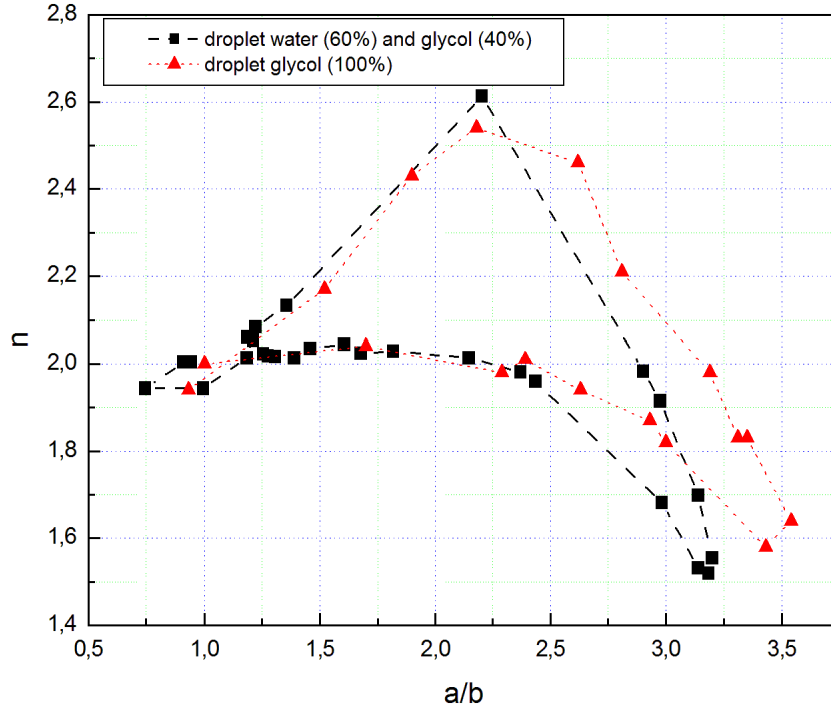 2,8
droplet water (60%) and glycol (40%)
droplet glycol (100%)
2,6
2,4
2,2
n
2,0
1,8
1,6
1,4
0,5 1,0 1,5 2,0 2,5 3,0 3,5
a/b